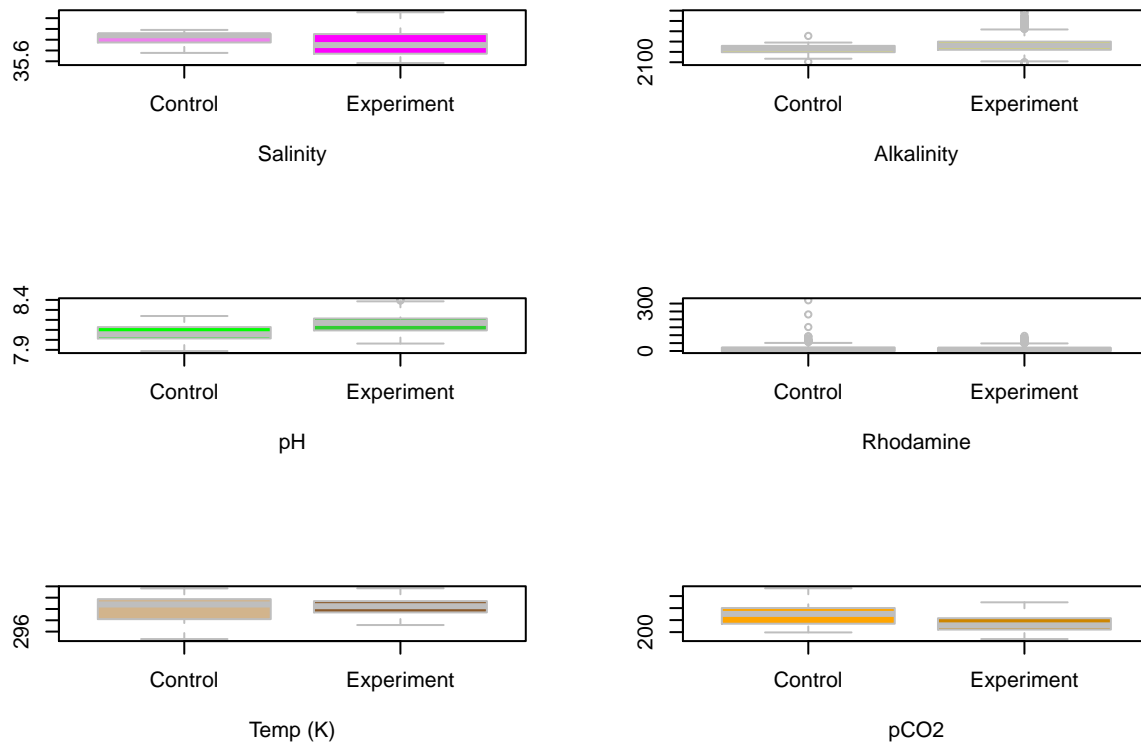 35.6
Control Experiment
Salinity
2100
Control Experiment
Alkalinity
7.9 8.4
Control Experiment
pH
0 300
Control Experiment
Rhodamine
296
Control Experiment
Temp (K)
200
Control Experiment
pCO2